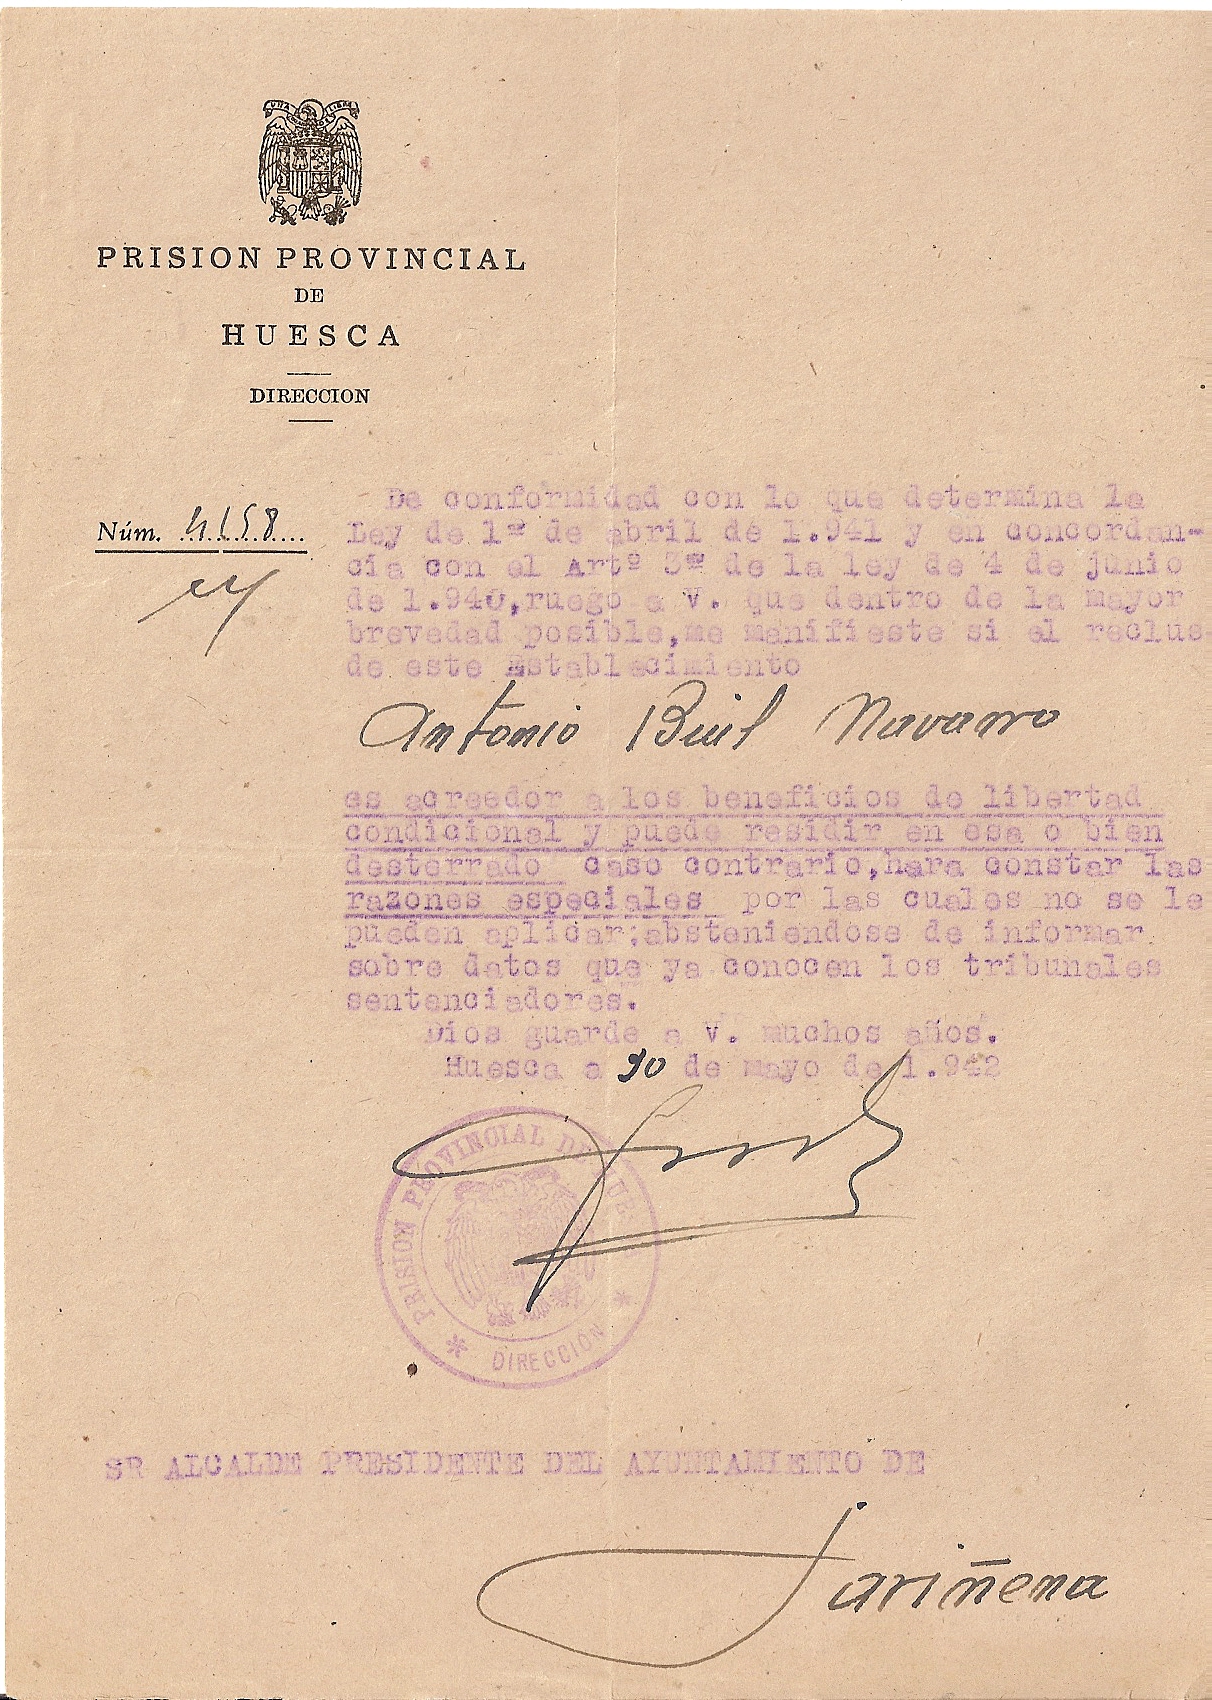 UNA LIBRE
PRISION PROVINCIAL
DE
HUESCA
DIRECCION
Núm. 4158
De conformidad con lo que determina la
Ley de 1º de abril de 1.941 y en concordan-
cia con el Artº 3º de la ley de 4 de junio
de 1.940,ruego a V. que dentro de la mayor
brevedad posible,me manifieste si el reclus-
de este Establecimiento
Antonio Buil Navarro
es acreedor a los beneficios de libertad
condicional y puede residir en esa o bien
desterrado caso contrario,hara constar las
razones especiales por las cuales no se le
pueden aplicar;absteniendose de informar
sobre datos que ya conocen los tribunales
sentenciadores.
Dios guarde a V. muchos años.
Huesca a 30 de mayo de 1.942
PRISION PROVINCIAL DE HUES
* DIRECCIÓN *
SR ALCALDE PRESIDENTE DEL AYUNTAMIENTO DE
Sariñena